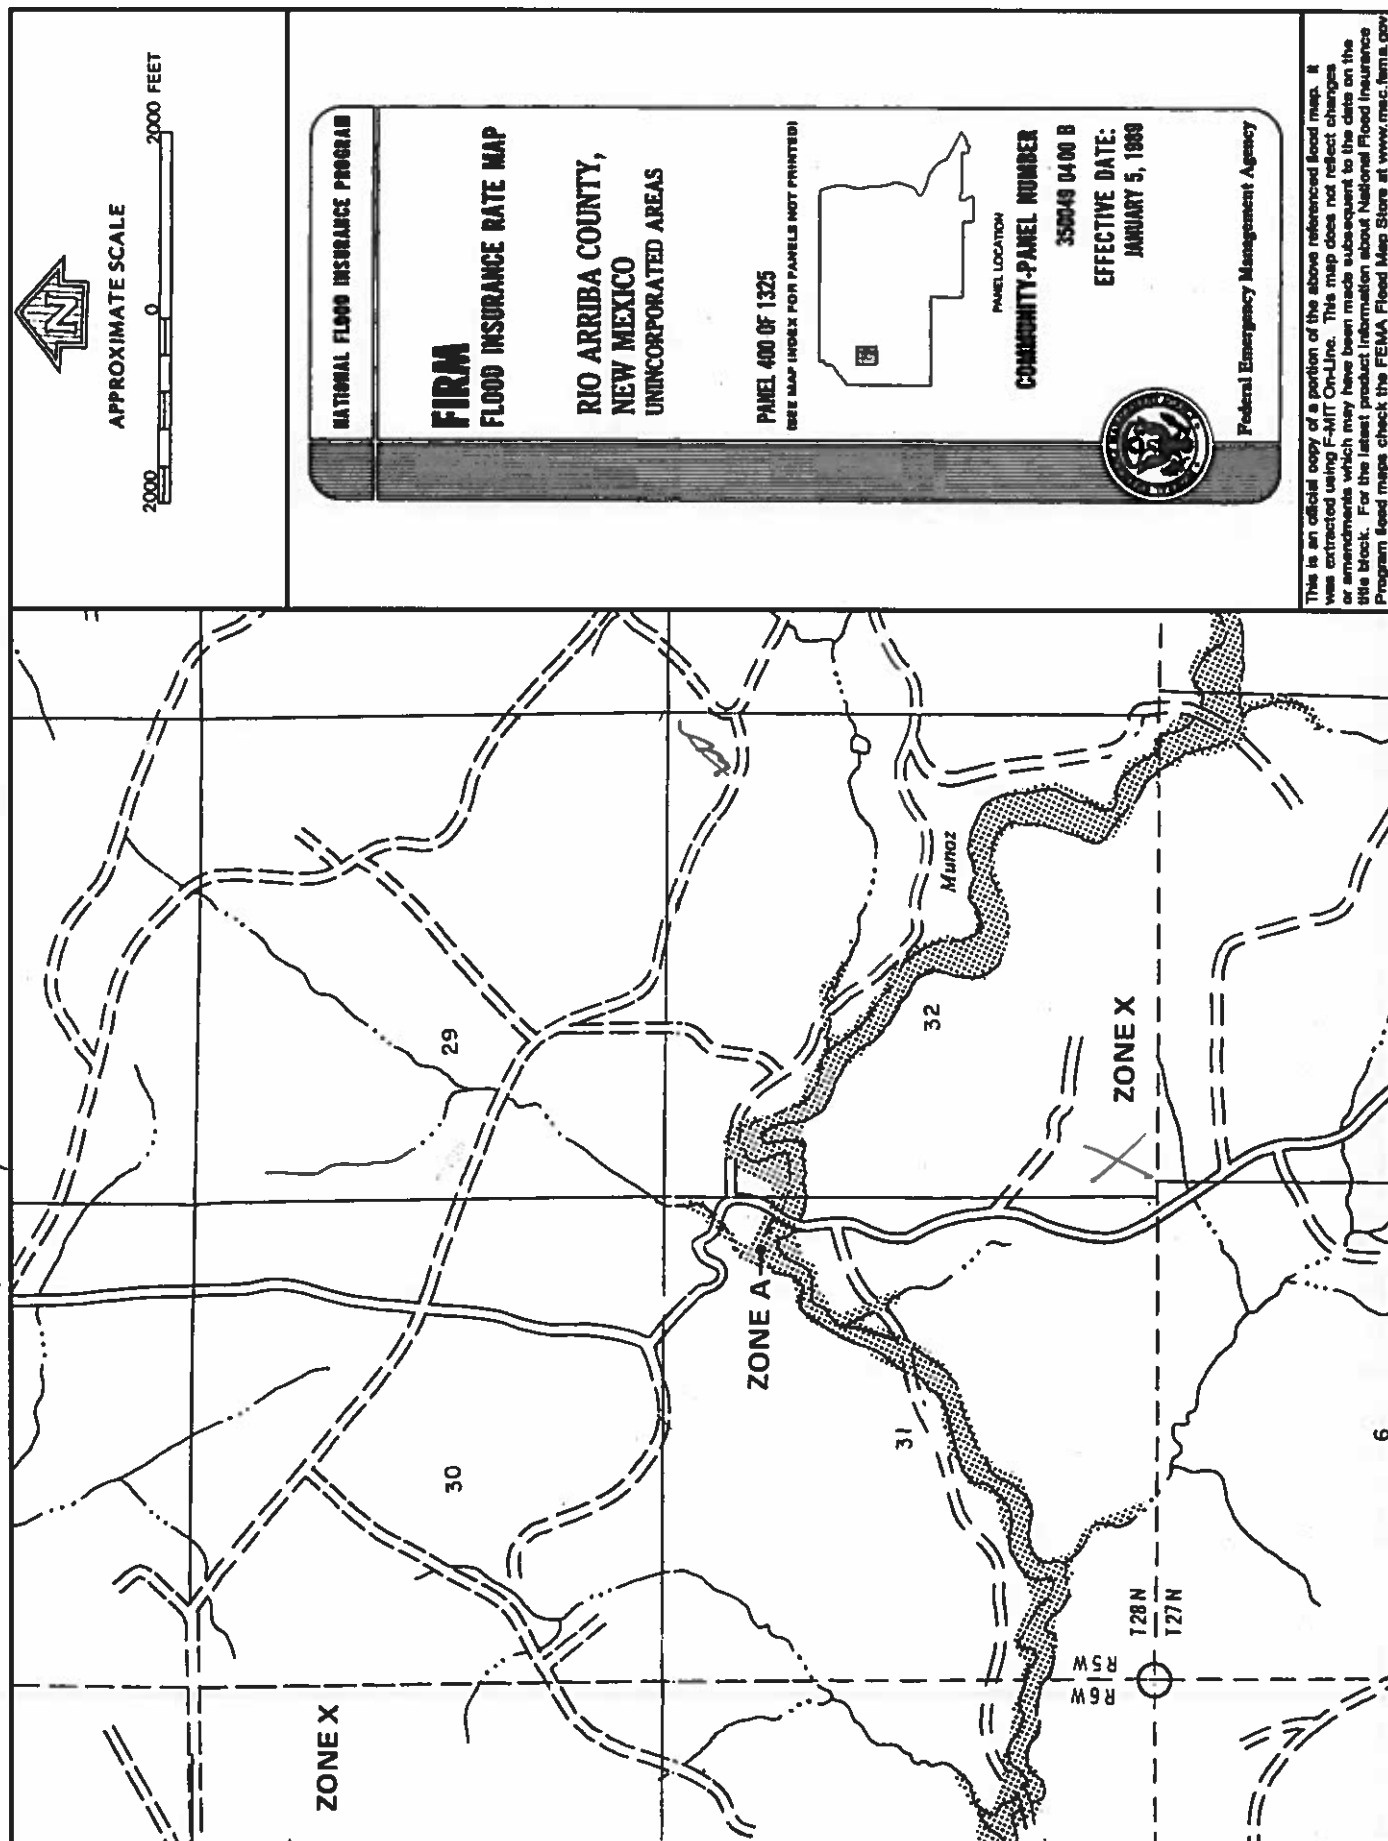 APPROXIMATE SCALE
2000 0 2000 FEET
NATIONAL FLOOD INSURANCE PROGRAM
FIRM
FLOOD INSURANCE RATE MAP
RIO ARRIBA COUNTY,
NEW MEXICO
UNINCORPORATED AREAS
PANEL 400 OF 1325
(SEE MAP INDEX FOR PANELS NOT PRINTED)
PANEL LOCATION
COMMUNITY-PANEL NUMBER
350049 0400 B
EFFECTIVE DATE:
JANUARY 5, 1989
Federal Emergency Management Agency
This is an official copy of a portion of the above referenced flood map. It
was extracted using F-MIT On-Line. This map does not reflect changes
or amendments which may have been made subsequent to the date on the
title block. For the latest product information about National Flood Insurance
Program flood maps check the FEMA Flood Map Store at www.msc.fema.gov
ZONE X
30
29
ZONE A
31
32
Munoz
ZONE X
R6W R5W
T28N
T27N
6
N